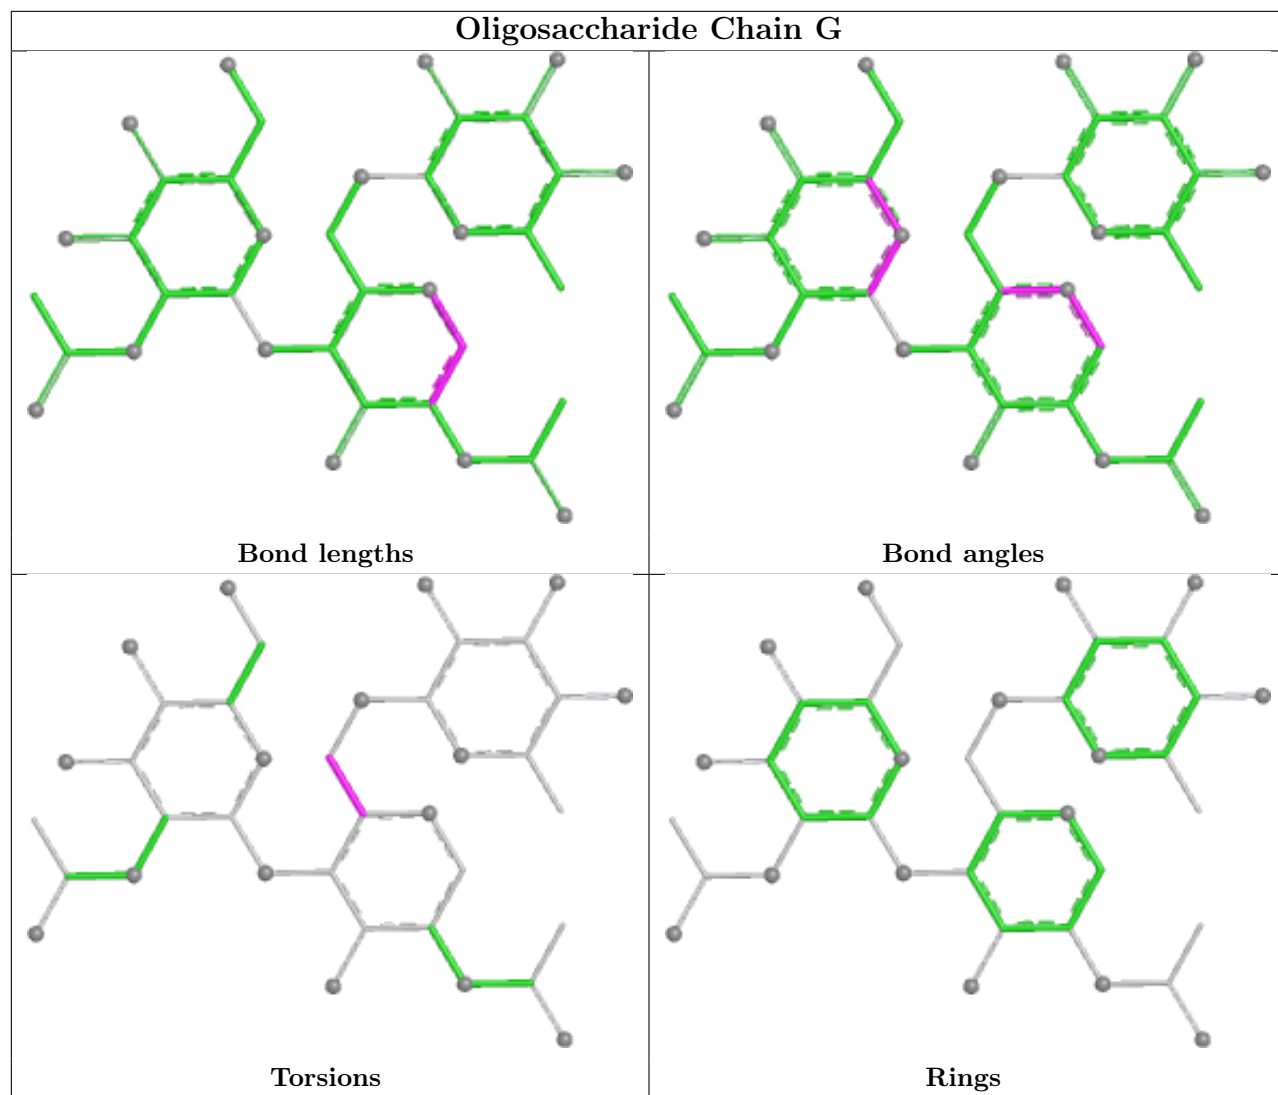 Oligosaccharide Chain G
Bond lengths
Bond angles
Torsions
Rings